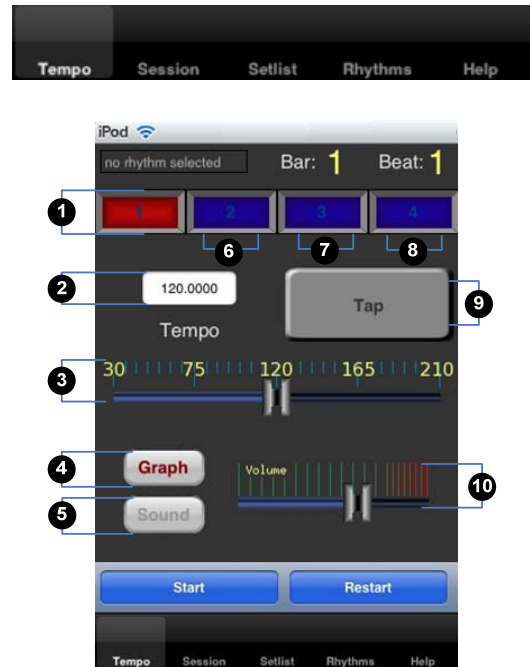 Tempo Session Setlist Rhythms Help
iPod
no rhythm selected Bar: 1 Beat: 1
1 1 2 3 4
6 7 8
2 120.0000 Tap 9
Tempo
3 30 75 120 165 210
4 Graph Volume 10
5 Sound
Start Restart
Tempo Session Setlist Rhythms Help